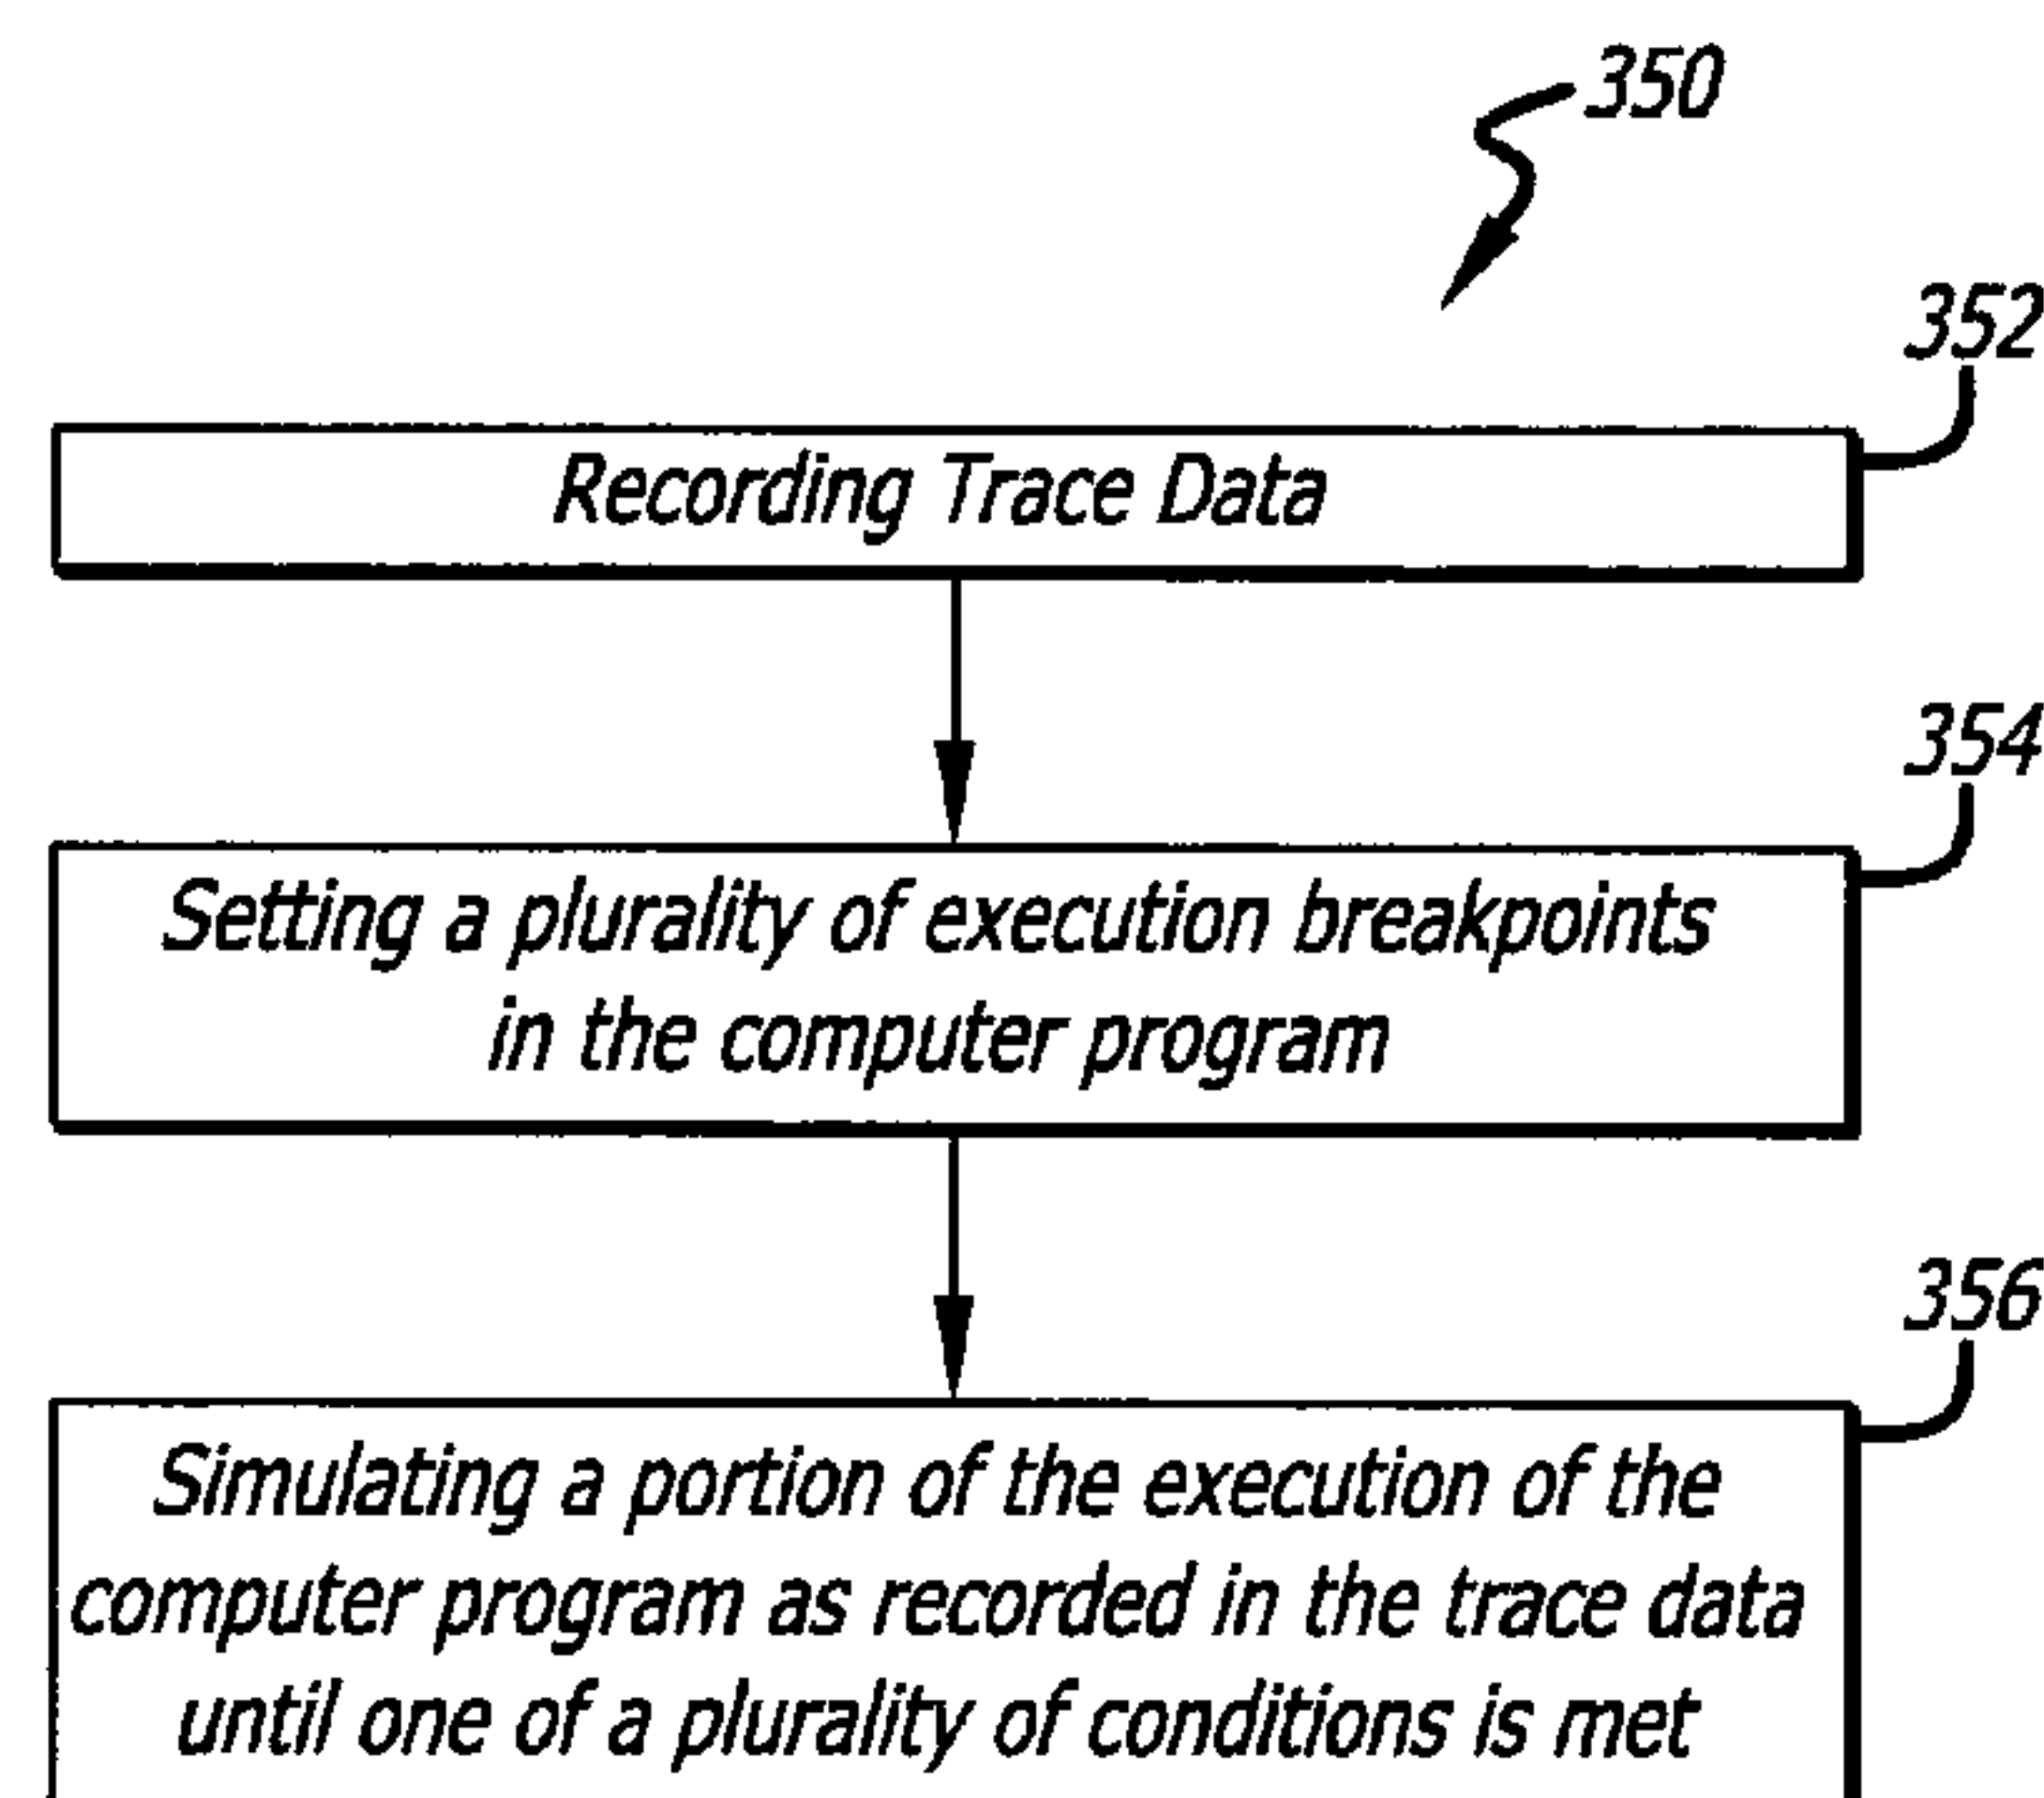 350
352
Recording Trace Data
354
Setting a plurality of execution breakpoints
in the computer program
356
Simulating a portion of the execution of the
computer program as recorded in the trace data
until one of a plurality of conditions is met